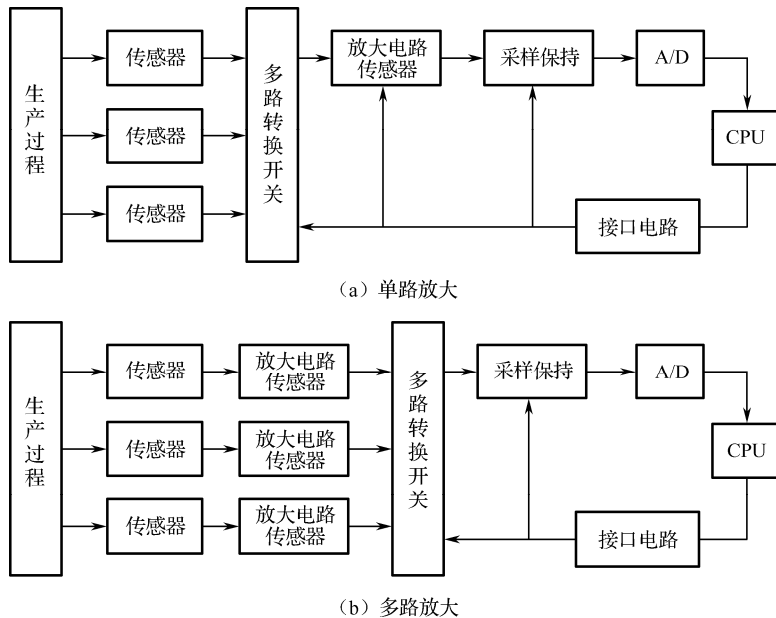 生产过程
传感器
传感器
传感器
多路转换开关
放大电路
传感器
采样保持
A/D
CPU
接口电路
（a）单路放大
生产过程
传感器
传感器
传感器
放大电路
传感器
放大电路
传感器
放大电路
传感器
多路转换开关
采样保持
A/D
CPU
接口电路
（b）多路放大